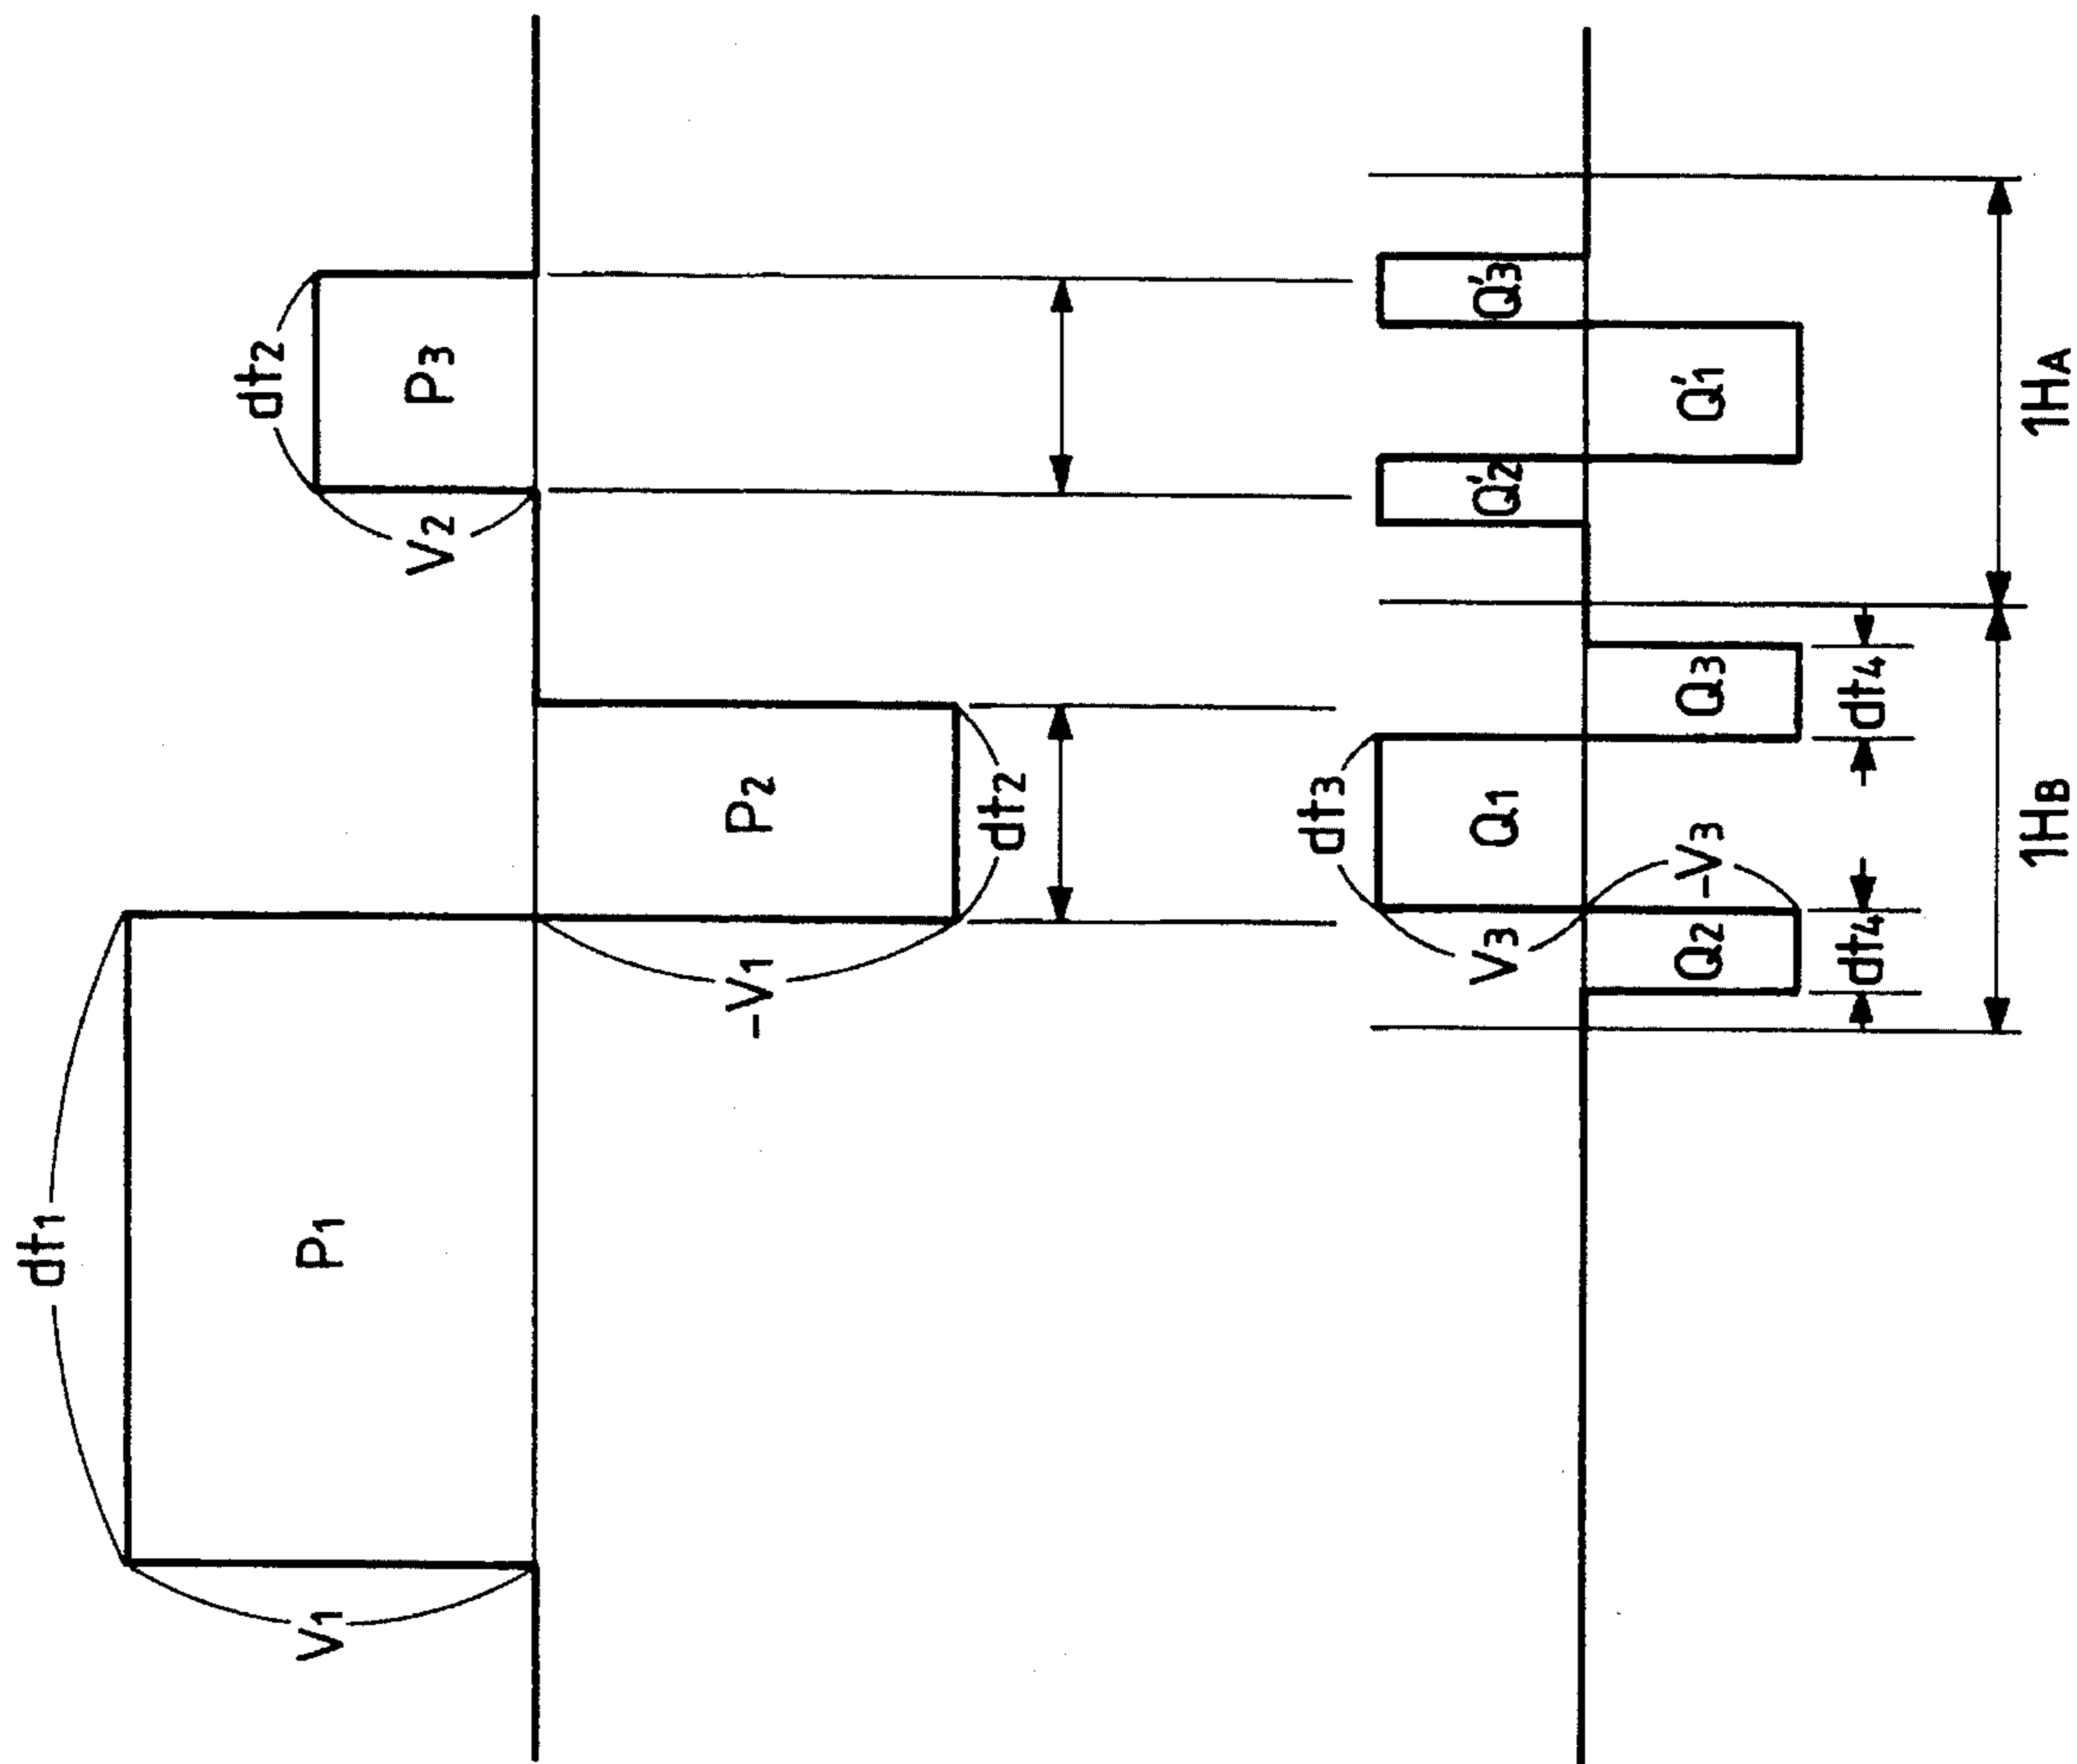 dt1
V1
P1
-V1
P2
dt2
V2
P3
dt2
dt3
V3
Q1
-V3
Q2
Q3
dt4
dt4
Q'2
Q'1
Q'3
1HB
1HA